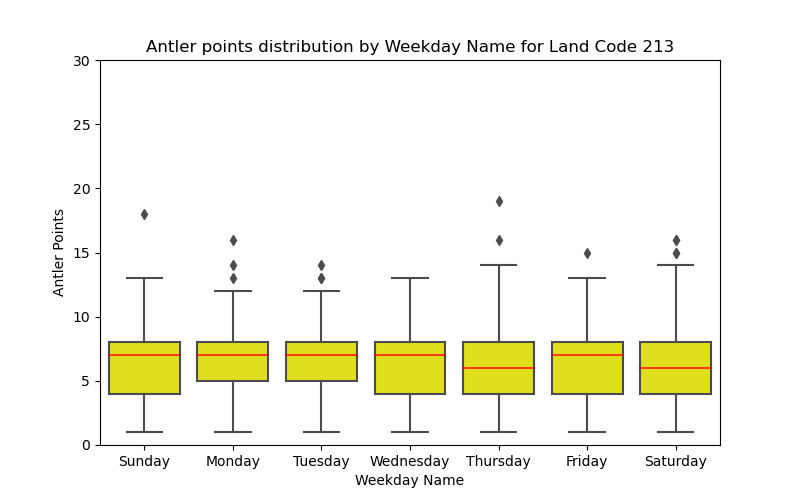 Antler points distribution by Weekday Name for Land Code 213
30
25
20
15
10
5
0
Antler Points
Sunday Monday Tuesday Wednesday Thursday Friday Saturday
Weekday Name